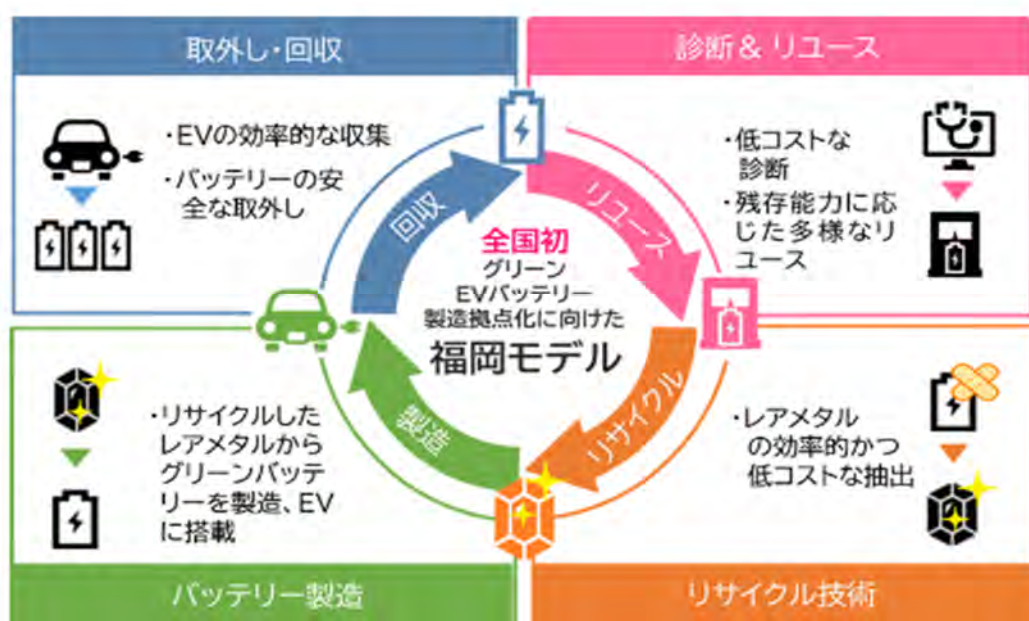 取外し・回収
・EVの効率的な収集
・バッテリーの安
全な取外し
診断 & リユース
・低コストな
診断
・残存能力に応
じた多様なリ
ユース
回収
リユース
リサイクル
製造
全国初
グリーン
EVバッテリー
製造拠点化に向けた
福岡モデル
・リサイクルした
レアメタルから
グリーンバッテ
リーを製造、EV
に搭載
バッテリー製造
・レアメタル
の効率的かつ
低コストな抽出
リサイクル技術